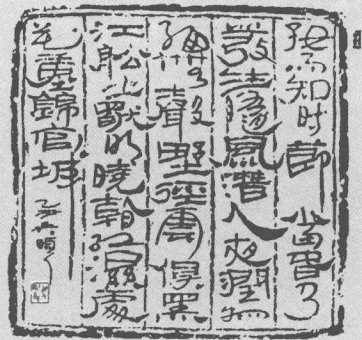 好雨知时節當春乃
發生隨風潛入夜潤物
細無聲野徑雲俱黑
江船火獨明曉看紅濕處
花重錦官城